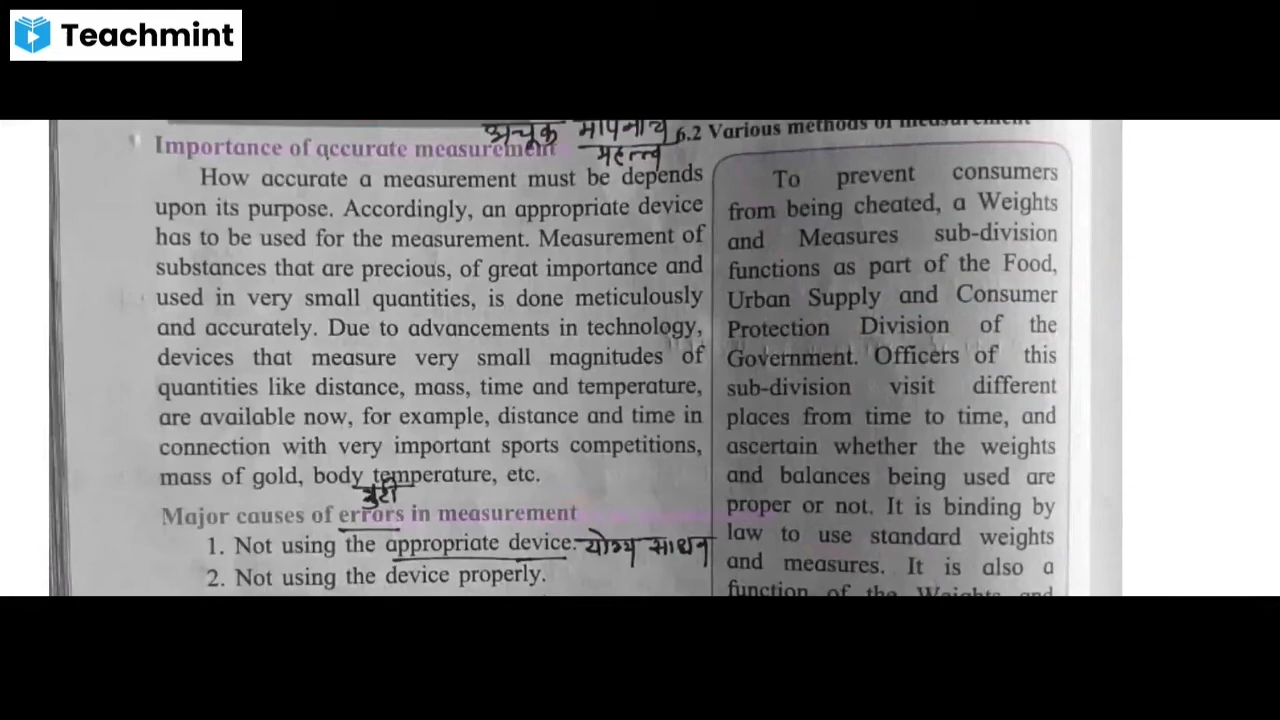 Teachmint
6.2 Various methods of measurement
अचूक मापनाचे
महत्त्व
Importance of qccurate measurement
How accurate a measurement must be depends
upon its purpose. Accordingly, an appropriate device
has to be used for the measurement. Measurement of
substances that are precious, of great importance and
used in very small quantities, is done meticulously
and accurately. Due to advancements in technology,
devices that measure very small magnitudes of
quantities like distance, mass, time and temperature,
are available now, for example, distance and time in
connection with very important sports competitions,
mass of gold, body temperature, etc.
त्रुटी
Major causes of errors in measurement
1. Not using the appropriate device. योग्य साधन
2. Not using the device properly.
To prevent consumers
from being cheated, a Weights
and Measures sub-division
functions as part of the Food,
Urban Supply and Consumer
Protection Division of the
Government. Officers of this
sub-division visit different
places from time to time, and
ascertain whether the weights
and balances being used are
proper or not. It is binding by
law to use standard weights
and measures. It is also a
function of the Weights and